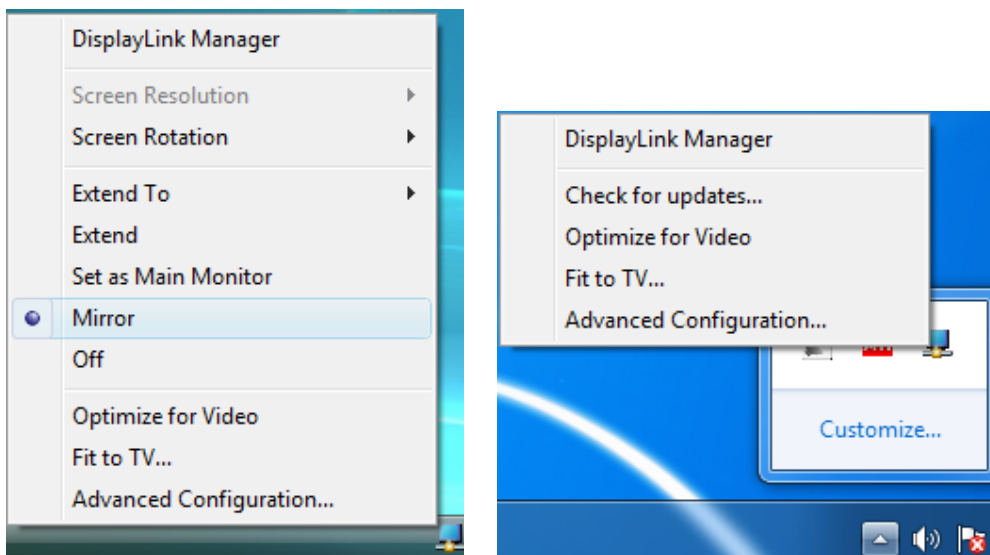 DisplayLink Manager
Screen Resolution
Screen Rotation
Extend To
Extend
Set as Main Monitor
Mirror
Off
Optimize for Video
Fit to TV...
Advanced Configuration...
DisplayLink Manager
Check for updates...
Optimize for Video
Fit to TV...
Advanced Configuration...
Customize...